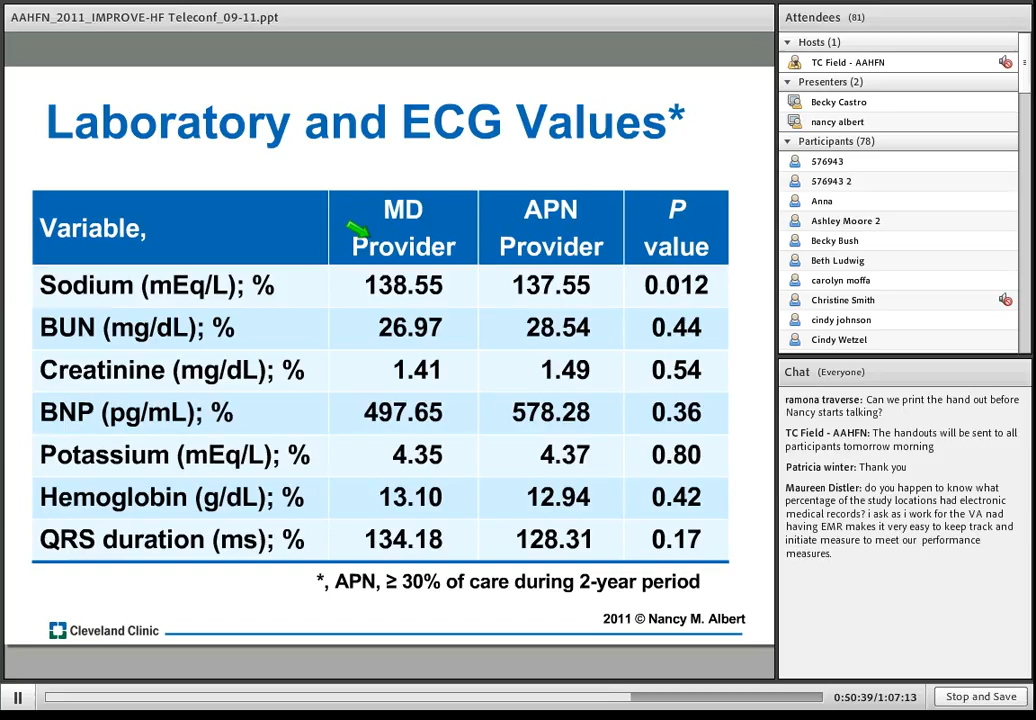 AAHFN_2011_IMPROVE-HF Teleconf_09-11.ppt
Laboratory and ECG Values*
Variable, MD Provider APN Provider P value
Sodium (mEq/L); % 138.55 137.55 0.012
BUN (mg/dL); % 26.97 28.54 0.44
Creatinine (mg/dL); % 1.41 1.49 0.54
BNP (pg/mL); % 497.65 578.28 0.36
Potassium (mEq/L); % 4.35 4.37 0.80
Hemoglobin (g/dL); % 13.10 12.94 0.42
QRS duration (ms); % 134.18 128.31 0.17
*, APN, ≥ 30% of care during 2-year period
2011 © Nancy M. Albert
Cleveland Clinic
Attendees (81)
Hosts (1)
TC Field - AAHFN
Presenters (2)
Becky Castro
nancy albert
Participants (78)
576943
576943 2
Anna
Ashley Moore 2
Becky Bush
Beth Ludwig
carolyn moffa
Christine Smith
cindy johnson
Cindy Wetzel
Chat (Everyone)
ramona traverse: Can we print the hand out before
Nancy starts talking?
TC Field - AAHFN: The handouts will be sent to all
participants tomorrow morning
Patricia winter: Thank you
Maureen Distler: do you happen to know what
percentage of the study locations had electronic
medical records? i ask as i work for the VA nad
having EMR makes it very easy to keep track and
initiate measure to meet our performance
measures.
0:50:39/1:07:13
Stop and Save